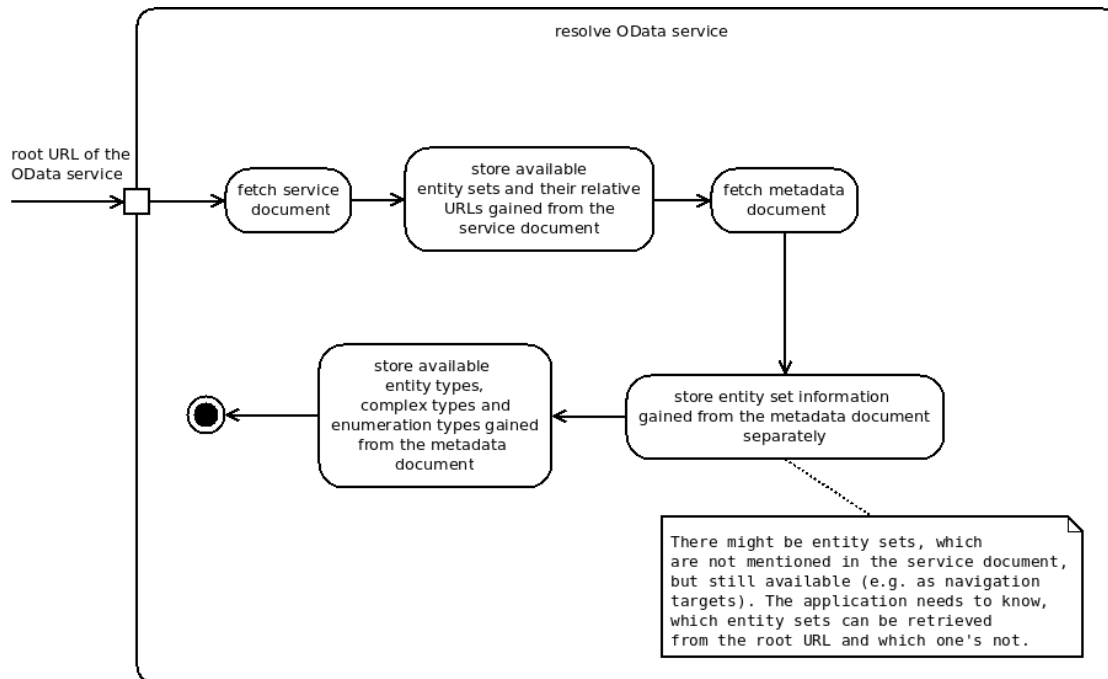 resolve OData service
root URL of the
OData service
fetch service
document
store available
entity sets and their relative
URLs gained from the
service document
fetch metadata
document
store entity set information
gained from the metadata document
separately
store available
entity types,
complex types and
enumeration types gained
from the metadata
document
There might be entity sets, which
are not mentioned in the service document,
but still available (e.g. as navigation
targets). The application needs to know,
which entity sets can be retrieved
from the root URL and which one's not.